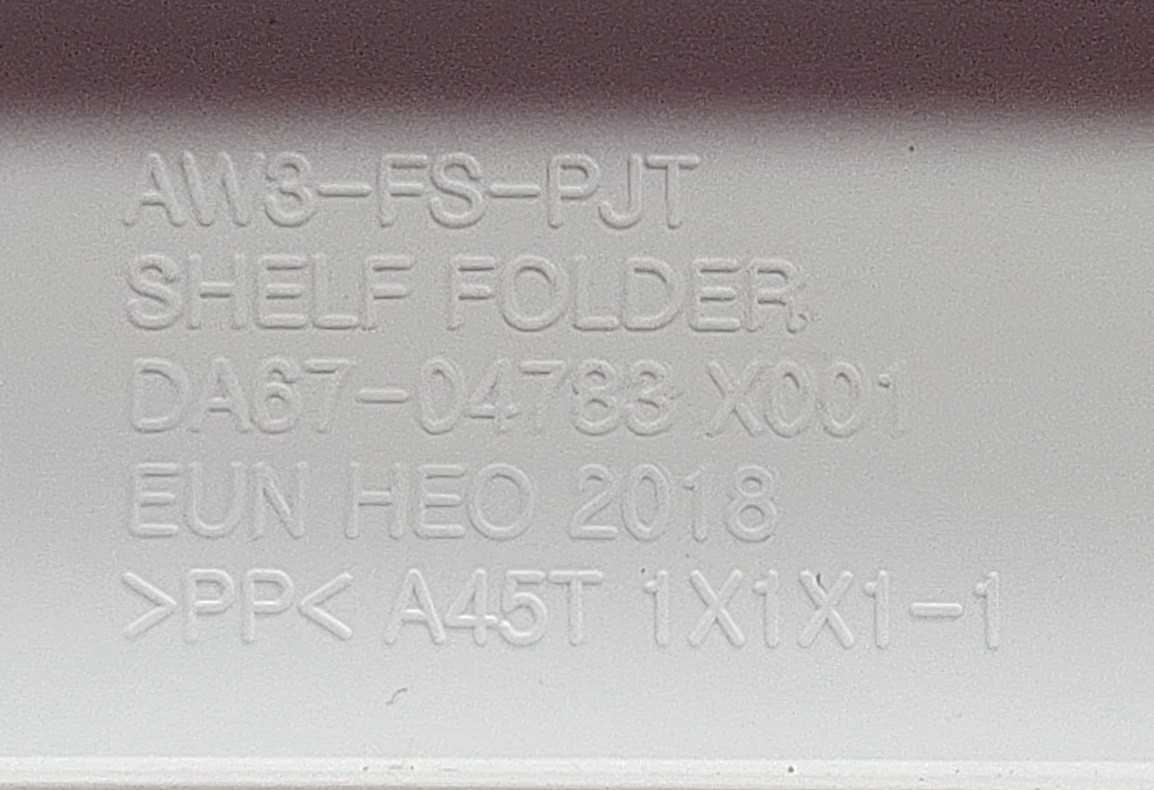 AW3-FS-PJT
SHELF FOLDER
DA67-04783 X001
EUN HEO 2018
>PP< A45T 1X1X1-1